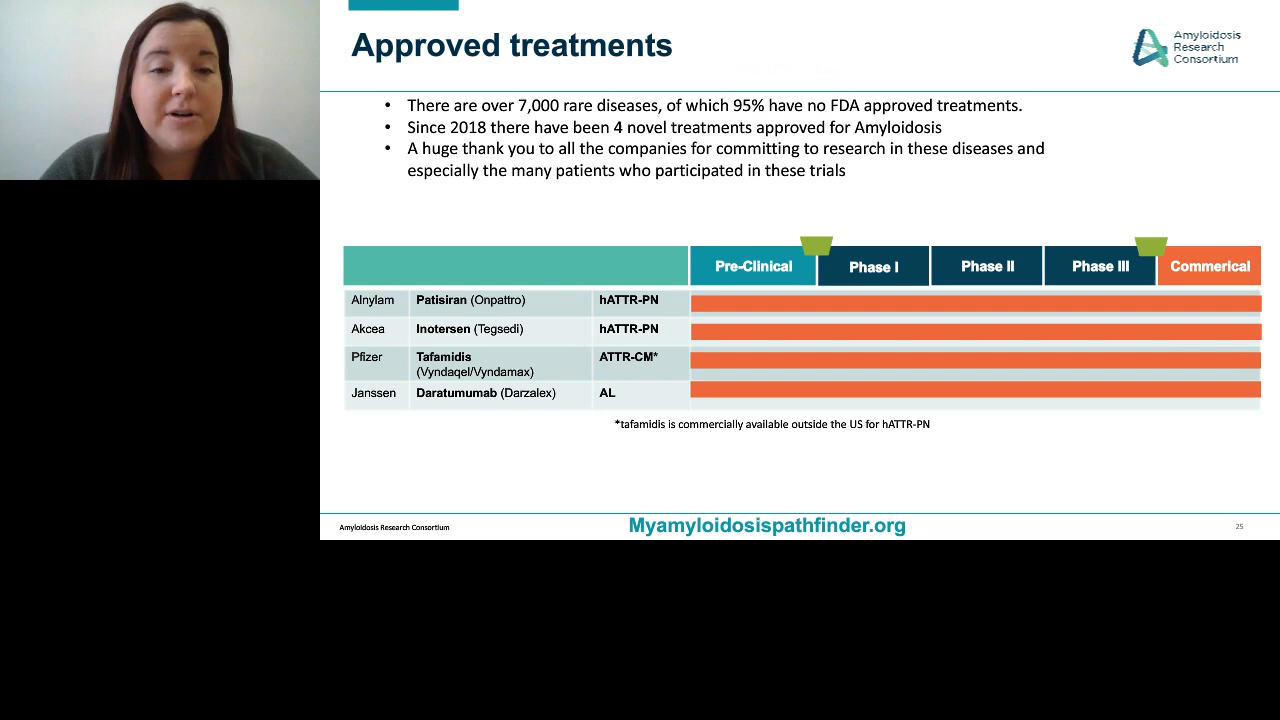 Approved treatments
Amyloidosis
Research
Consortium
• There are over 7,000 rare diseases, of which 95% have no FDA approved treatments.
• Since 2018 there have been 4 novel treatments approved for Amyloidosis
• A huge thank you to all the companies for committing to research in these diseases and
especially the many patients who participated in these trials
Pre-Clinical Phase I Phase II Phase III Commerical
Alnylam Patisiran (Onpattro) hATTR-PN
Akcea Inotersen (Tegsedi) hATTR-PN
Pfizer Tafamidis ATTR-CM*
(Vyndaqel/Vyndamax)
Janssen Daratumumab (Darzalex) AL
*tafamidis is commercially available outside the US for hATTR-PN
Amyloidosis Research Consortium Myamyloidosispathfinder.org 25